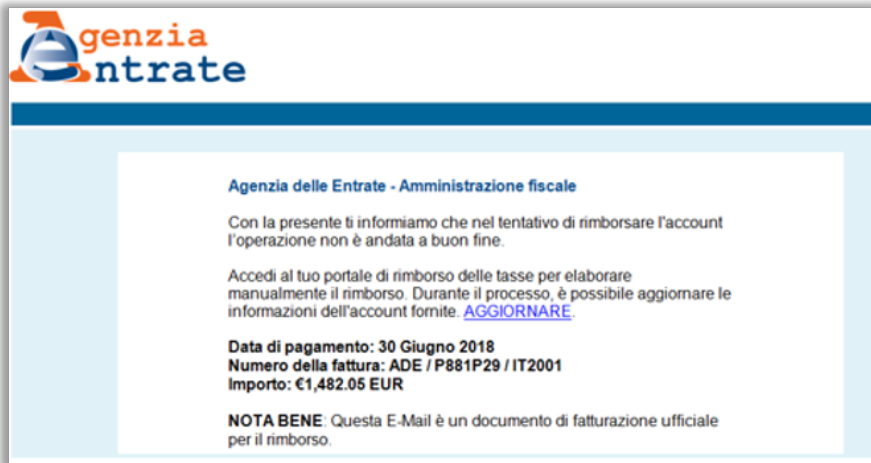 Agenzia
Entrate
Agenzia delle Entrate - Amministrazione fiscale
Con la presente ti informiamo che nel tentativo di rimborsare l'account
l'operazione non è andata a buon fine.
Accedi al tuo portale di rimborso delle tasse per elaborare
manualmente il rimborso. Durante il processo, è possibile aggiornare le
informazioni dell'account fornite. AGGIORNARE.
Data di pagamento: 30 Giugno 2018
Numero della fattura: ADE / P881P29 / IT2001
Importo: €1,482.05 EUR
NOTA BENE: Questa E-Mail è un documento di fatturazione ufficiale
per il rimborso.